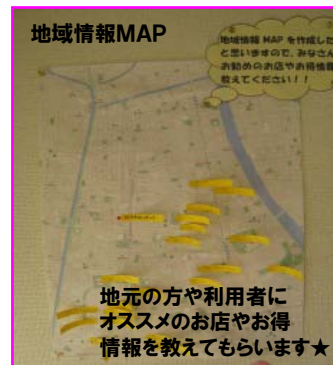 地域情報MAP
地域情報 MAP を作成した
と思いますので、みなさん
お勧めのお店やお得情報
教えてください！！
地元の方や利用者に
オススメのお店やお得
情報を教えてもらいます★